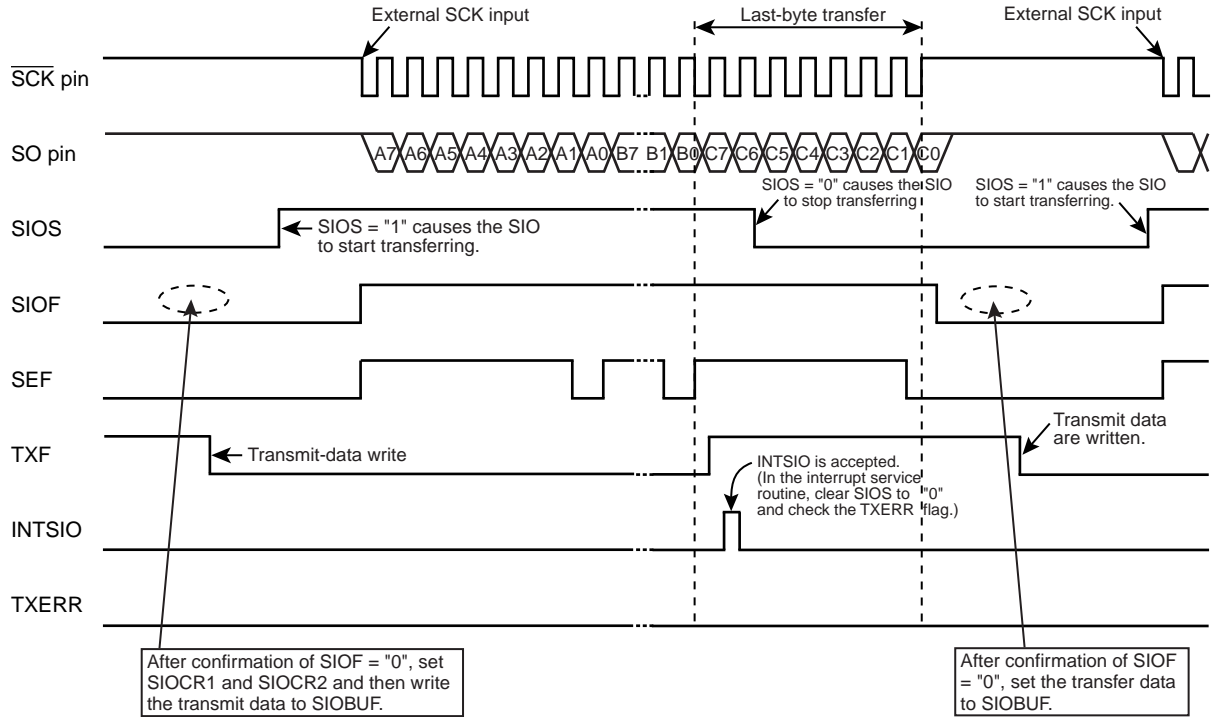 External SCK input
Last-byte transfer
External SCK input
SCK pin
SO pin
A7 A6 A5 A4 A3 A2 A1 A0 B7 B1 B0 C7 C6 C5 C4 C3 C2 C1 C0
SIOS = "0" causes the SIO
to stop transferring
SIOS = "1" causes the SIO
to start transferring.
SIOS
SIOS = "1" causes the SIO
to start transferring.
SIOF
SEF
TXF
Transmit-data write
Transmit data
are written.
INTSIO is accepted.
(In the interrupt service
routine, clear SIOS to "0"
and check the TXERR flag.)
INTSIO
TXERR
After confirmation of SIOF = "0", set
SIOCR1 and SIOCR2 and then write
the transmit data to SIOBUF.
After confirmation of SIOF
= "0", set the transfer data
to SIOBUF.